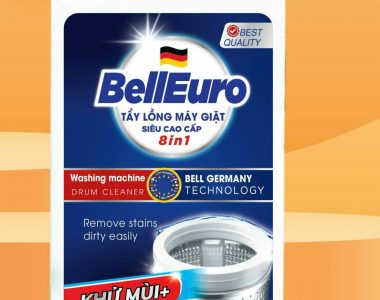 BEST
QUALITY
BellEuro
TẨY LỒNG MÁY GIẶT
SIÊU CAO CẤP
8in1
Washing machine
DRUM CLEANER
BELL GERMANY
TECHNOLOGY
Remove stains
dirty easily
KHỬ MÙI+